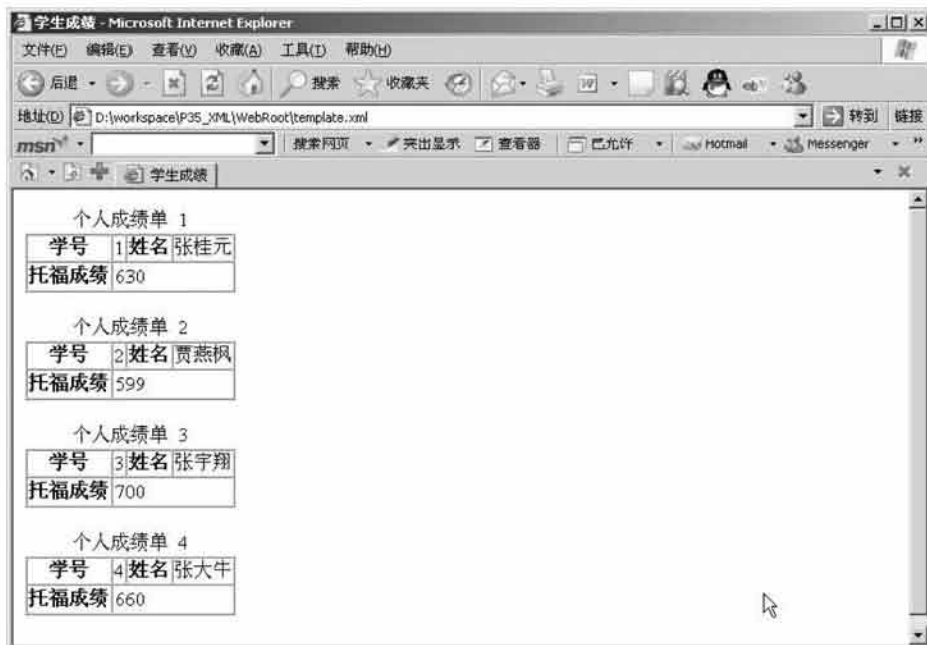 学生成绩 - Microsoft Internet Explorer
文件(F) 编辑(E) 查看(V) 收藏(A) 工具(T) 帮助(H)
后退 搜索 收藏夹
地址(D) D:\workspace\P35_XML\WebRoot\template.xml 转到 链接
msn 搜索网页 突出显示 查看器 已允许 Hotmail Messenger
学生成绩
个人成绩单 1
学号 1 姓名 张桂元
托福成绩 630
个人成绩单 2
学号 2 姓名 贾燕枫
托福成绩 599
个人成绩单 3
学号 3 姓名 张宇翔
托福成绩 700
个人成绩单 4
学号 4 姓名 张大牛
托福成绩 660